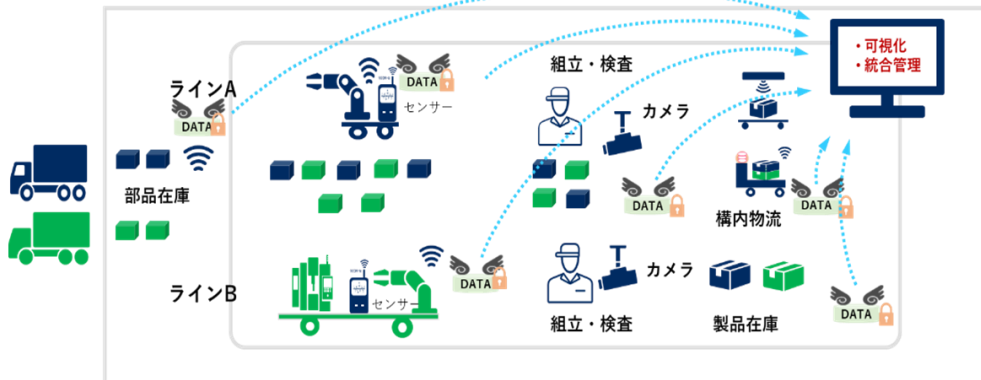 ・可視化
・統合管理
ラインA
DATA
DATA
センサー
組立・検査
カメラ
部品在庫
DATA
DATA
構内物流
ラインB
センサー
DATA
カメラ
組立・検査
製品在庫
DATA